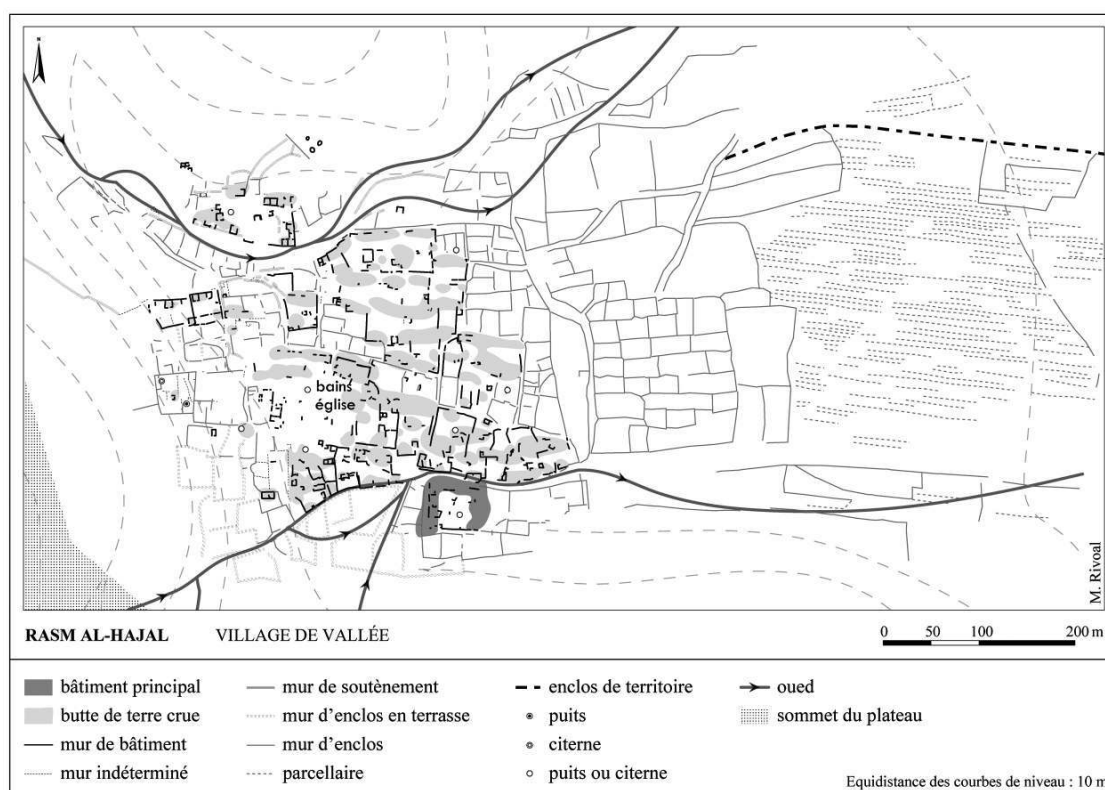 N
bains
église
M. Rivoal
RASM AL-HAJAL VILLAGE DE VALLÉE
0 50 100 200 m
bâtiment principal
butte de terre crue
mur de bâtiment
mur indéterminé
mur de soutènement
mur d'enclos en terrasse
mur d'enclos
parcellaire
enclos de territoire
puits
citerne
puits ou citerne
oued
sommet du plateau
Equidistance des courbes de niveau : 10 m